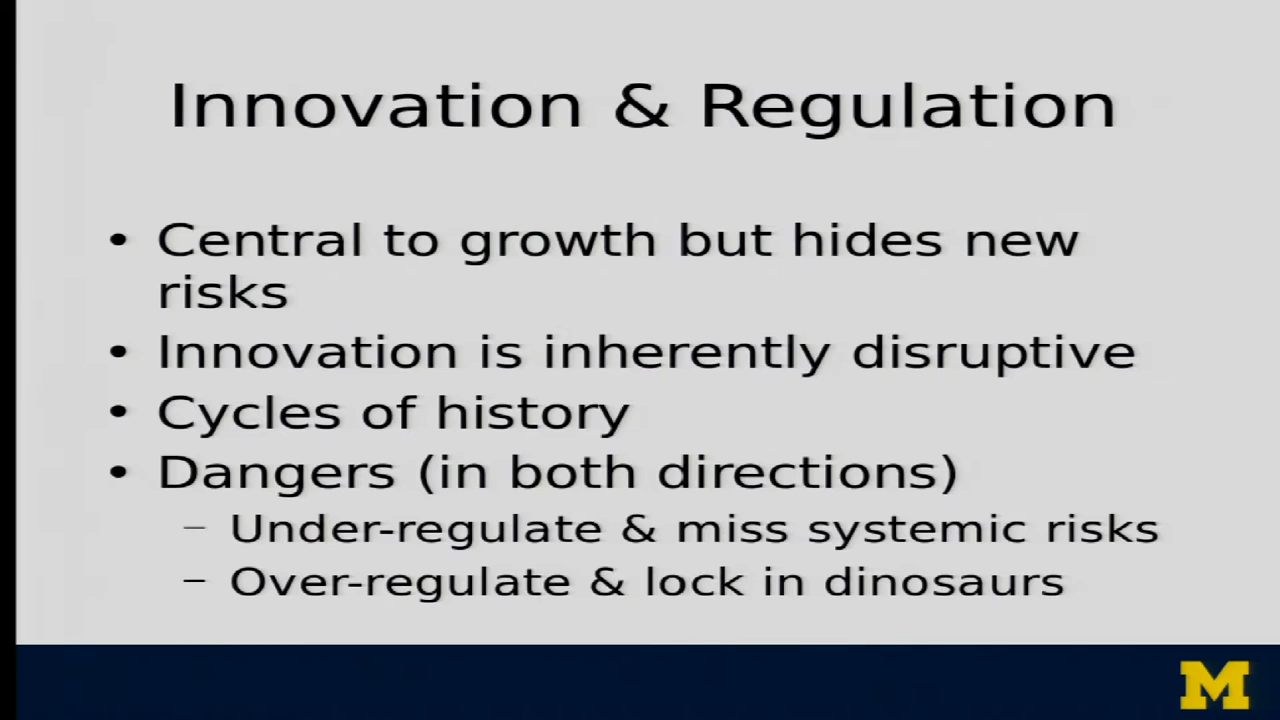 Innovation & Regulation
• Central to growth but hides new
risks
• Innovation is inherently disruptive
• Cycles of history
• Dangers (in both directions)
– Under-regulate & miss systemic risks
– Over-regulate & lock in dinosaurs
M